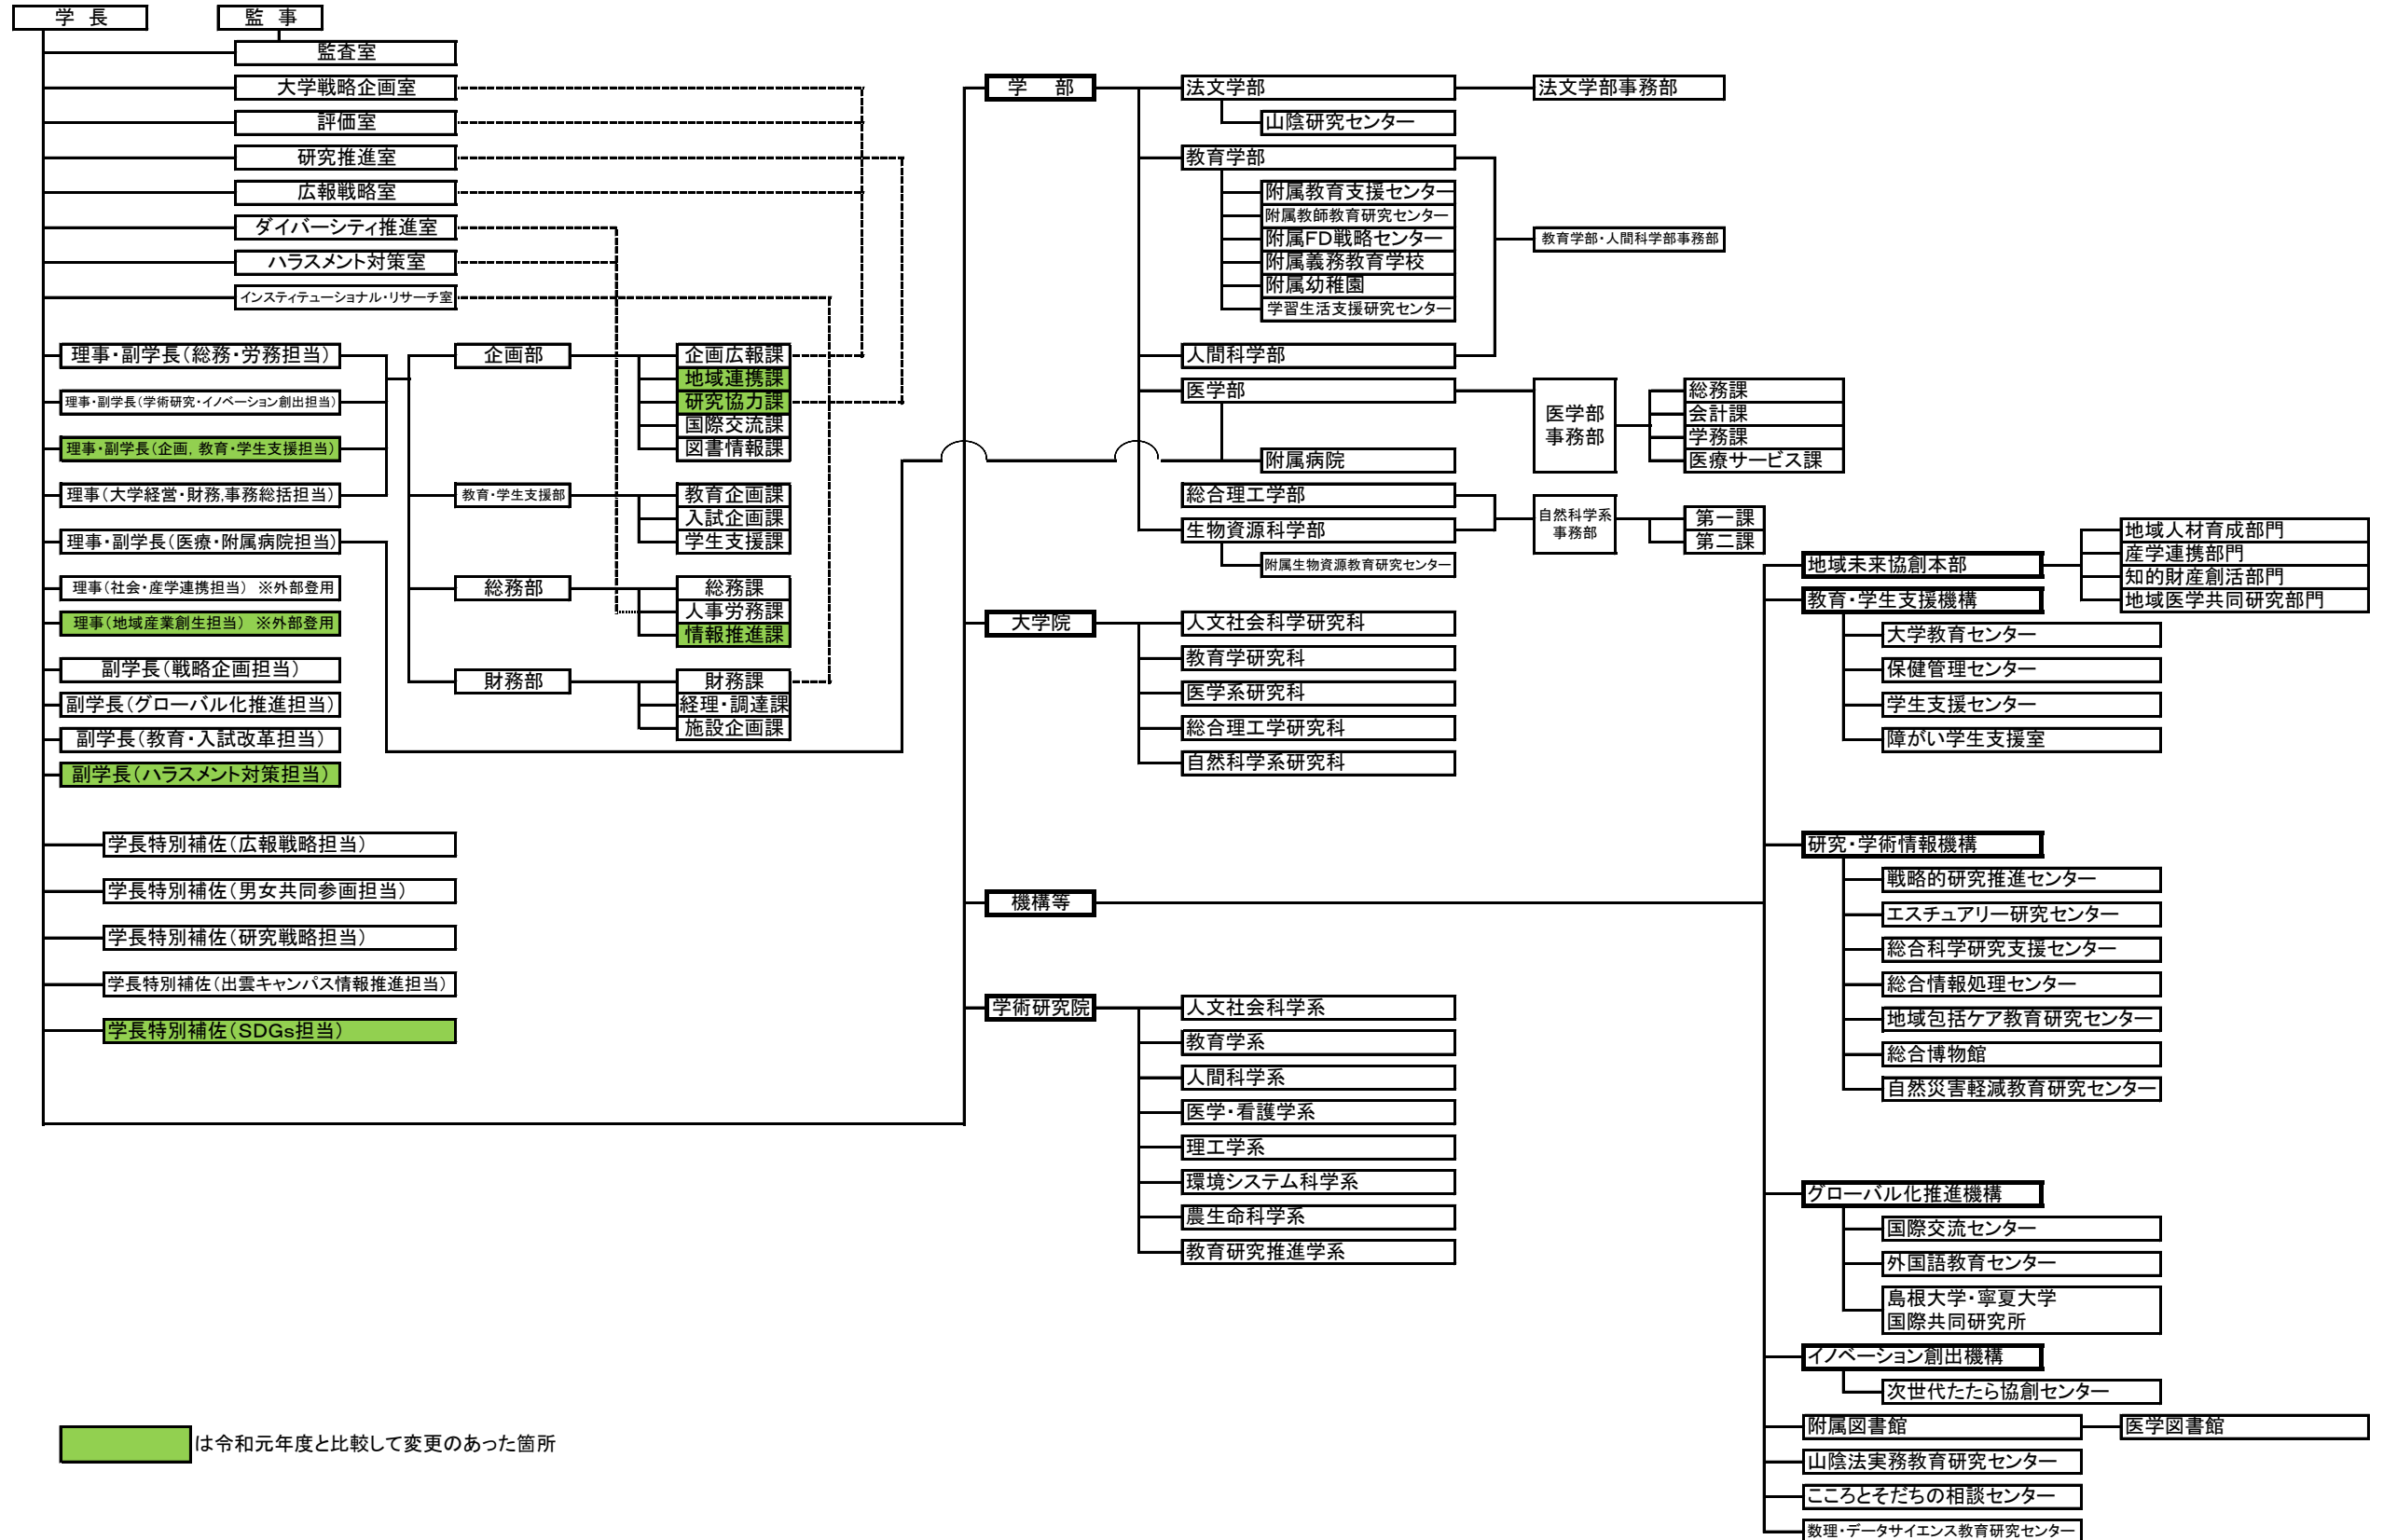 学 長
監 事
監査室
大学戦略企画室
評価室
研究推進室
広報戦略室
ダイバーシティ推進室
ハラスメント対策室
インスティテューショナル・リサーチ室
理事・副学長(総務・労務担当)
理事・副学長(学術研究・イノベーション創出担当)
理事・副学長(企画，教育・学生支援担当)
理事(大学経営・財務,事務総括担当)
理事・副学長(医療・附属病院担当)
理事(社会・産学連携担当) ※外部登用
理事(地域産業創生担当) ※外部登用
副学長(戦略企画担当)
副学長(グローバル化推進担当)
副学長(教育・入試改革担当)
副学長(ハラスメント対策担当)
学長特別補佐(広報戦略担当)
学長特別補佐(男女共同参画担当)
学長特別補佐(研究戦略担当)
学長特別補佐(出雲キャンパス情報推進担当)
学長特別補佐(SDGs担当)
企画部
企画広報課
地域連携課
研究協力課
国際交流課
図書情報課
教育・学生支援部
教育企画課
入試企画課
学生支援課
総務部
総務課
人事労務課
情報推進課
財務部
財務課
経理・調達課
施設企画課
学 部
法文学部
法文学部事務部
山陰研究センター
教育学部
附属教育支援センター
附属教師教育研究センター
附属FD戦略センター
附属義務教育学校
附属幼稚園
学習生活支援研究センター
教育学部・人間科学部事務部
人間科学部
医学部
附属病院
医学部
事務部
総務課
会計課
学務課
医療サービス課
総合理工学部
生物資源科学部
附属生物資源教育研究センター
自然科学系
事務部
第一課
第二課
大学院
人文社会科学研究科
教育学研究科
医学系研究科
総合理工学研究科
自然科学系研究科
機構等
学術研究院
人文社会科学系
教育学系
人間科学系
医学・看護学系
理工学系
環境システム科学系
農生命科学系
教育研究推進学系
地域未来協創本部
地域人材育成部門
産学連携部門
知的財産創活部門
地域医学共同研究部門
教育・学生支援機構
大学教育センター
保健管理センター
学生支援センター
障がい学生支援室
研究・学術情報機構
戦略的研究推進センター
エスチュアリー研究センター
総合科学研究支援センター
総合情報処理センター
地域包括ケア教育研究センター
総合博物館
自然災害軽減教育研究センター
グローバル化推進機構
国際交流センター
外国語教育センター
島根大学・寧夏大学
国際共同研究所
イノベーション創出機構
次世代たたら協創センター
附属図書館
医学図書館
山陰法実務教育研究センター
こころとそだちの相談センター
数理・データサイエンス教育研究センター
は令和元年度と比較して変更のあった箇所